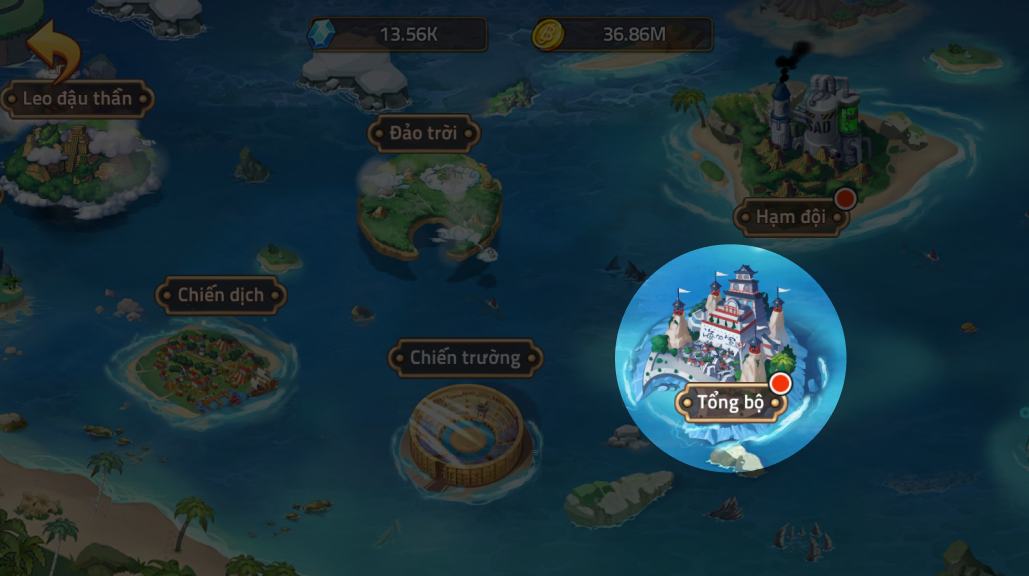 13.56K
36.86M
Leo đậu thần
Đảo trời
Hạm đội
Chiến dịch
Chiến trường
Tổng bộ